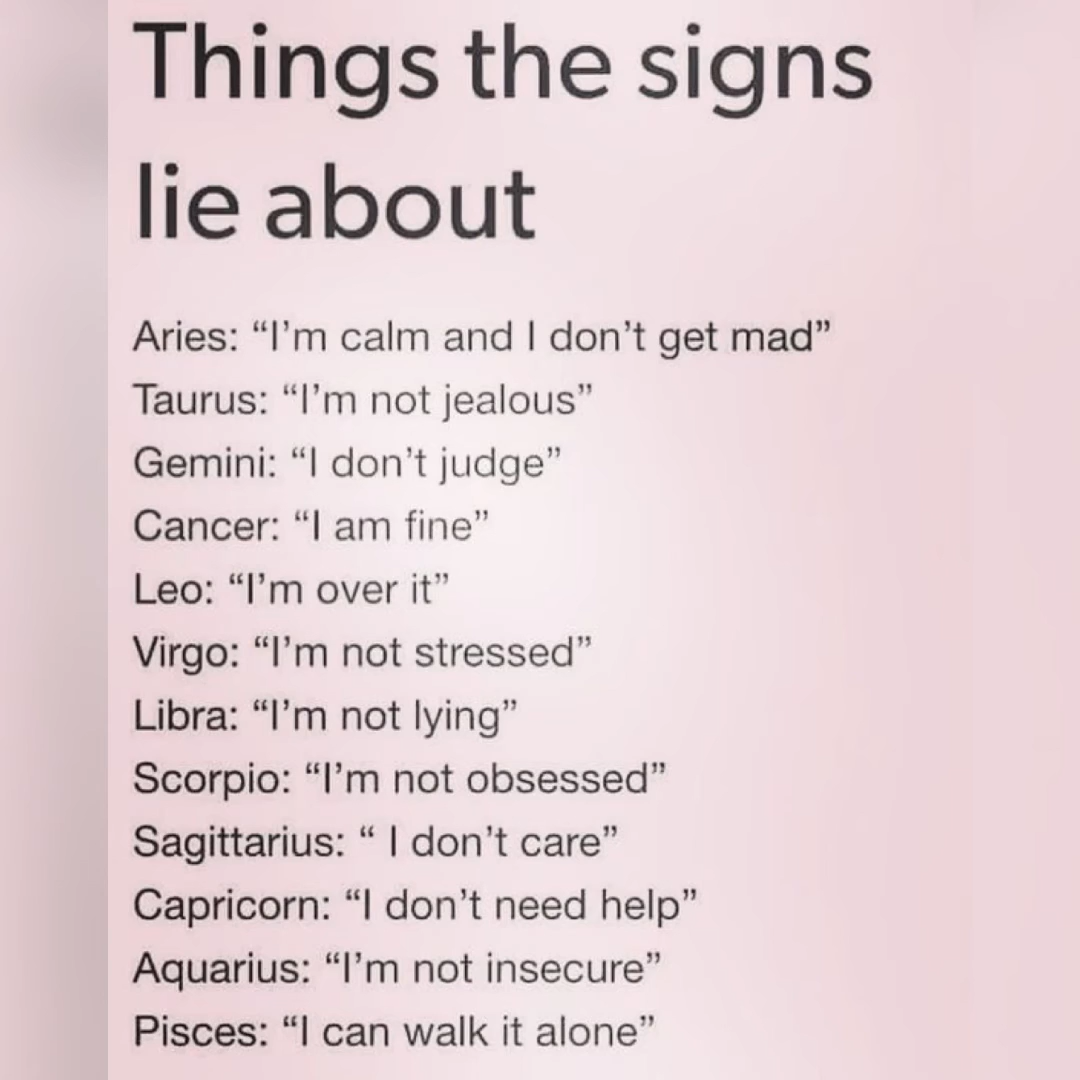 Things the signs
lie about
Aries: “I’m calm and I don’t get mad”
Taurus: “I’m not jealous”
Gemini: “I don’t judge”
Cancer: “I am fine”
Leo: “I’m over it”
Virgo: “I’m not stressed”
Libra: “I’m not lying”
Scorpio: “I’m not obsessed”
Sagittarius: “ I don’t care”
Capricorn: “I don’t need help”
Aquarius: “I’m not insecure”
Pisces: “I can walk it alone”